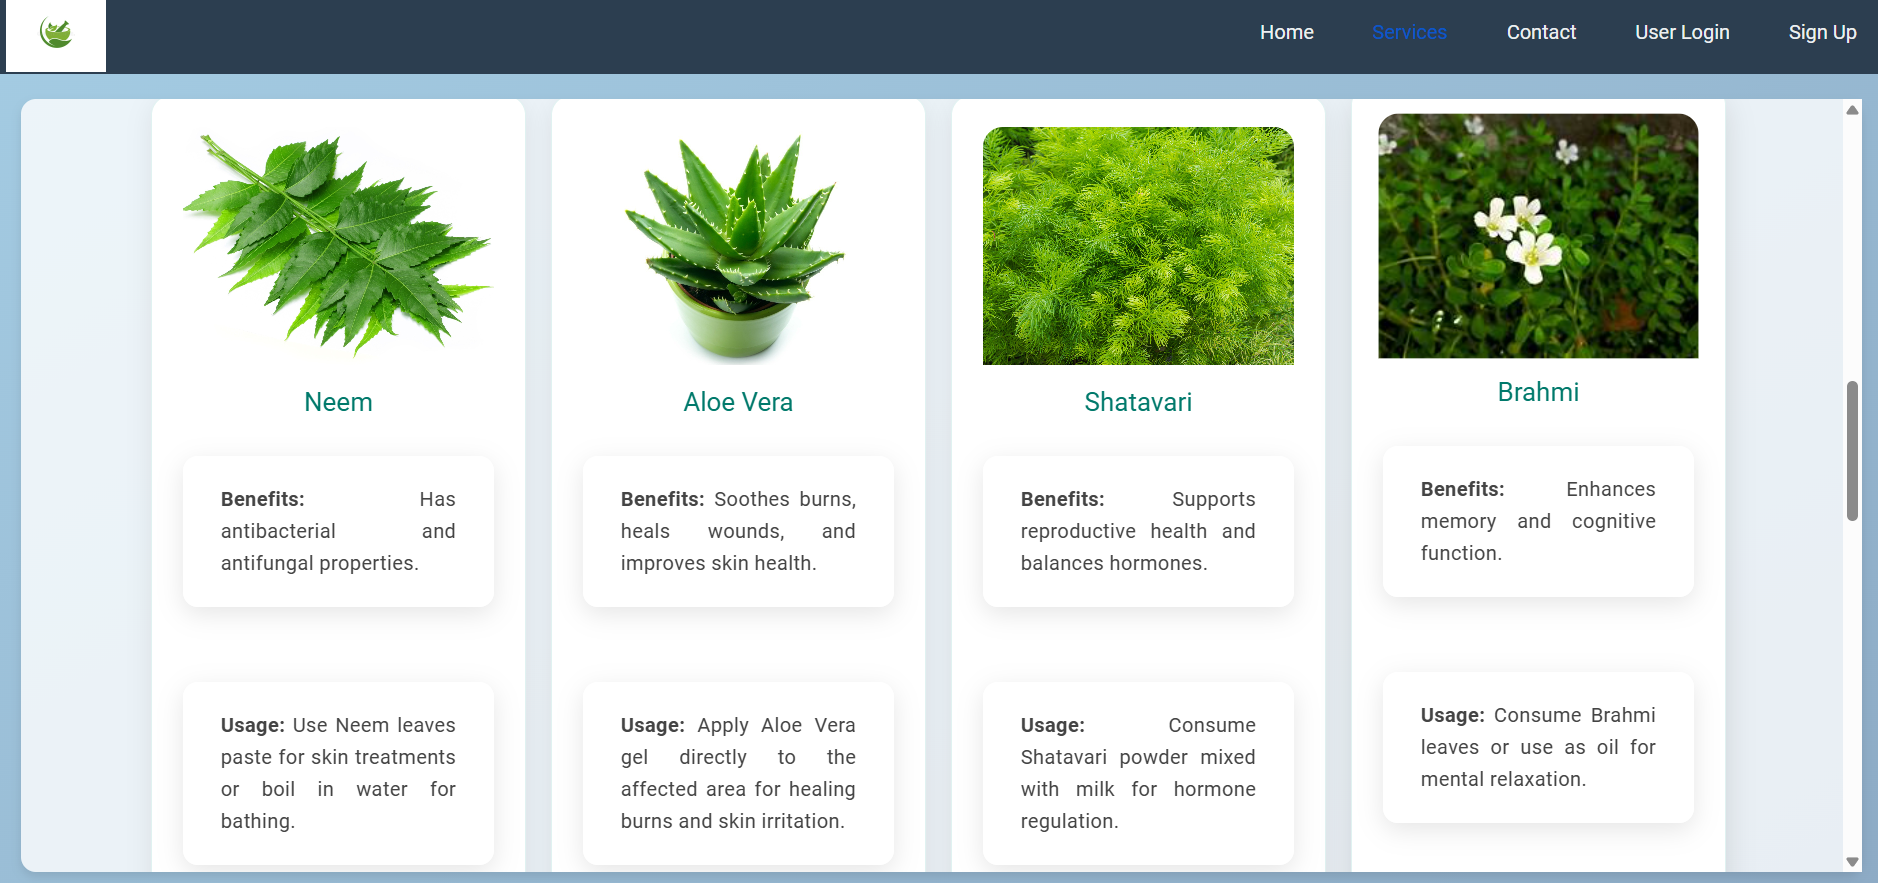 Home Services Contact User Login Sign Up
Neem
Benefits: Has
antibacterial and
antifungal properties.
Usage: Use Neem leaves
paste for skin treatments
or boil in water for
bathing.
Aloe Vera
Benefits: Soothes burns,
heals wounds, and
improves skin health.
Usage: Apply Aloe Vera
gel directly to the
affected area for healing
burns and skin irritation.
Shatavari
Benefits: Supports
reproductive health and
balances hormones.
Usage: Consume
Shatavari powder mixed
with milk for hormone
regulation.
Brahmi
Benefits: Enhances
memory and cognitive
function.
Usage: Consume Brahmi
leaves or use as oil for
mental relaxation.